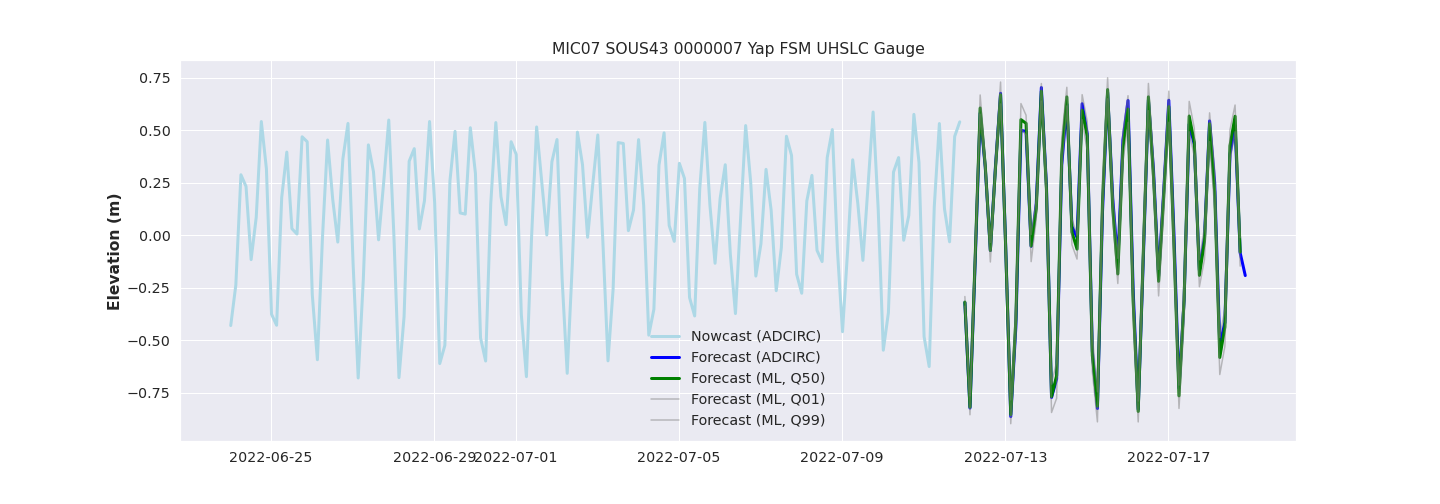 MIC07 SOUS43 0000007 Yap FSM UHSLC Gauge
Elevation (m)
0.75
0.50
0.25
0.00
−0.25
−0.50
−0.75
Nowcast (ADCIRC)
Forecast (ADCIRC)
Forecast (ML, Q50)
Forecast (ML, Q01)
Forecast (ML, Q99)
2022-06-25 2022-06-29 2022-07-01 2022-07-05 2022-07-09 2022-07-13 2022-07-17